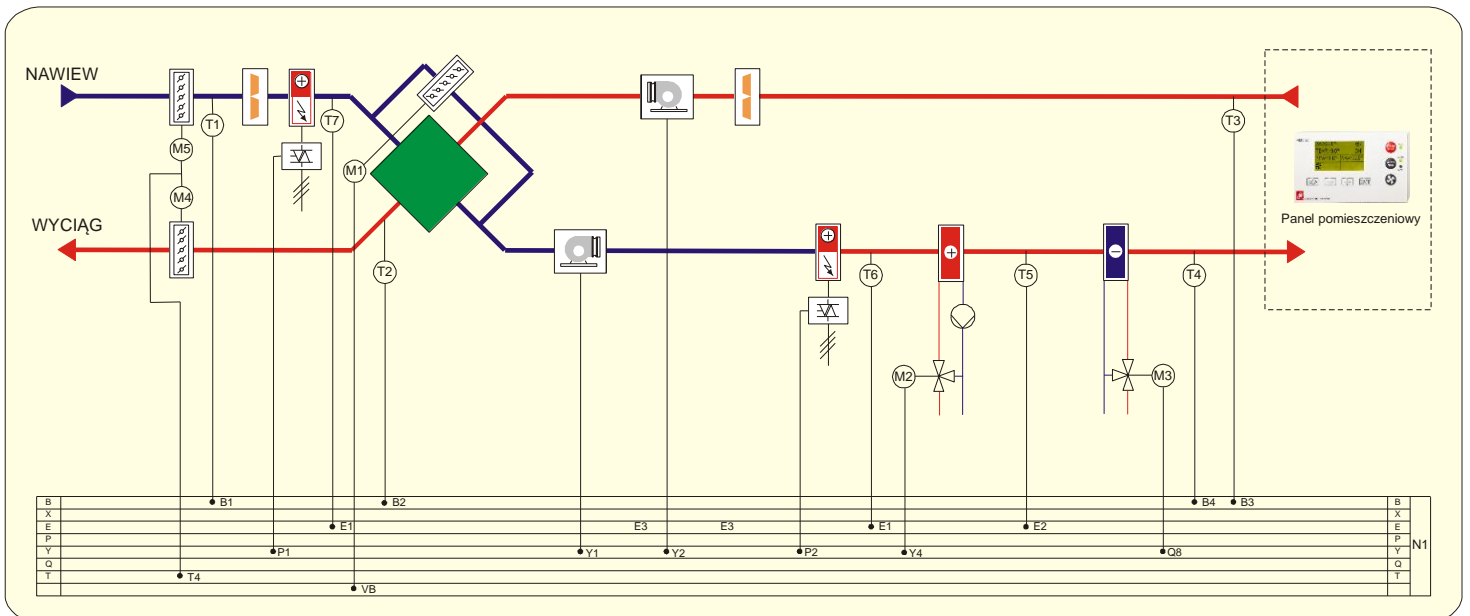 NAWIEW
T1
T7
M5
M1
M4
T3
WYCIĄG
Panel pomieszczeniowy
T2
T6
T5
T4
M2
M3
B B1 B2 B4 B3 B
X X
E E1 E3 E3 E1 E2 E
P P
Y P1 Y1 Y2 P2 Y4 Q8 Y
Q
T T4 T
VB
N1